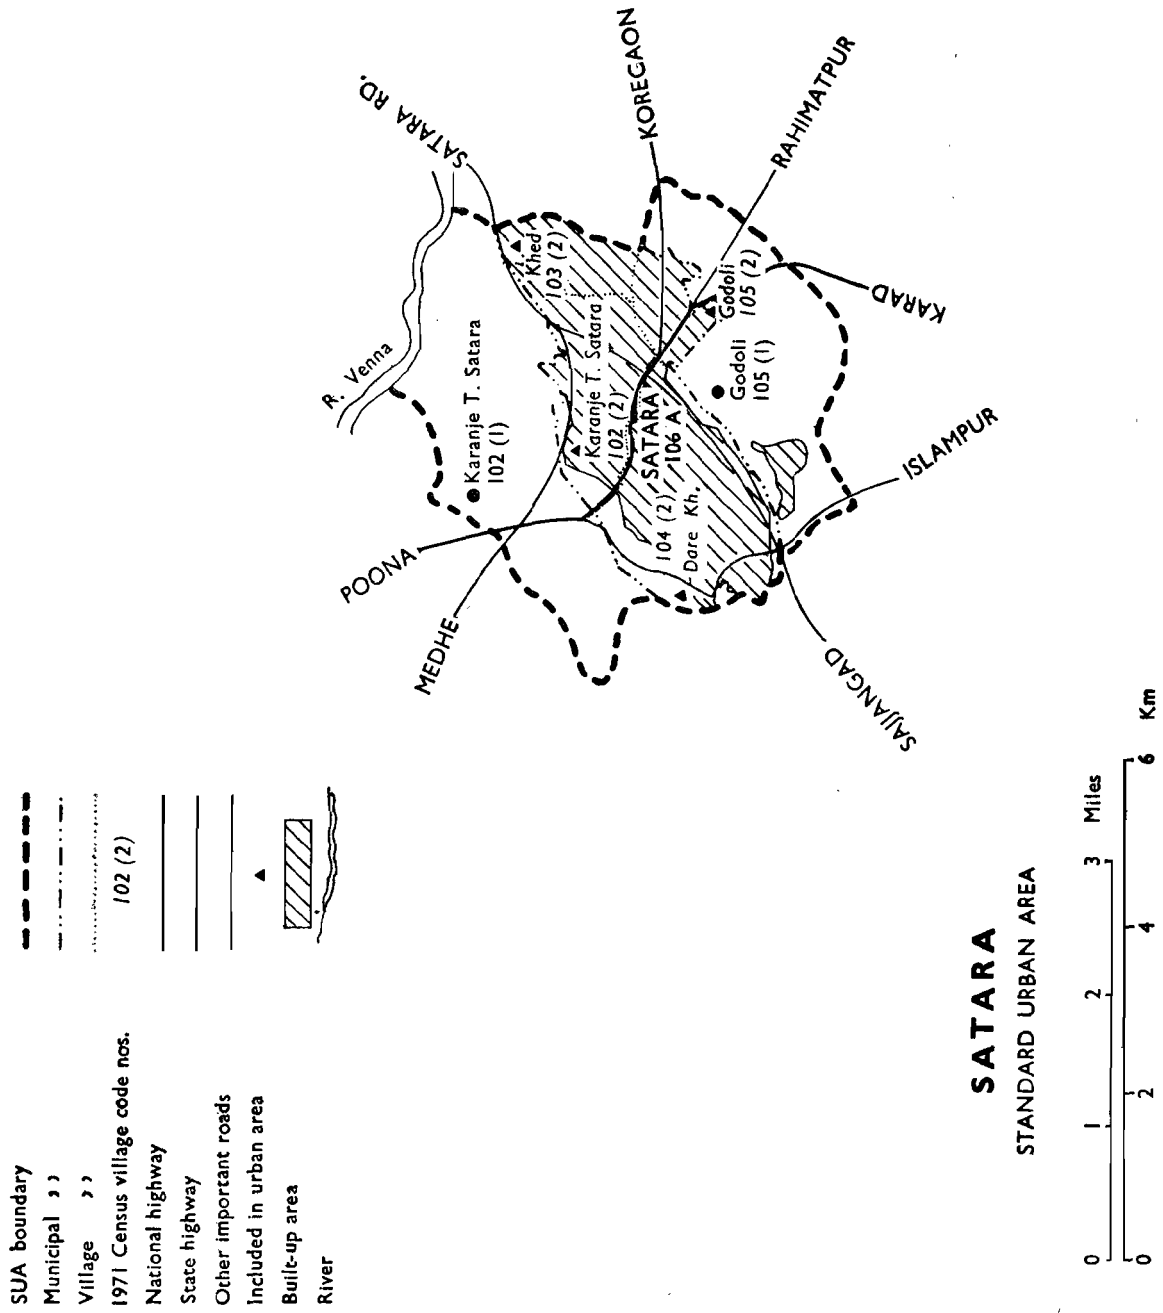 SUA boundary
Municipal ,,
Village ,,
1971 Census village code nos.
102 (2)
National highway
State highway
Other important roads
Included in urban area
Built-up area
River
SATARA RD.
KOREGAON
RAHIMATPUR
KARAD
ISLAMPUR
SAJJANGAD
MEDHE
POONA
R. Venna
Karanje T. Satara
102 (1)
Khed
103 (2)
Karanje T. Satara
102 (2)
SATARA
106 A
104 (2)
Dare Kh.
Godoli
105 (2)
Godoli
105 (1)
SATARA
STANDARD URBAN AREA
0 1 2 3 Miles
0 2 4 6 Km